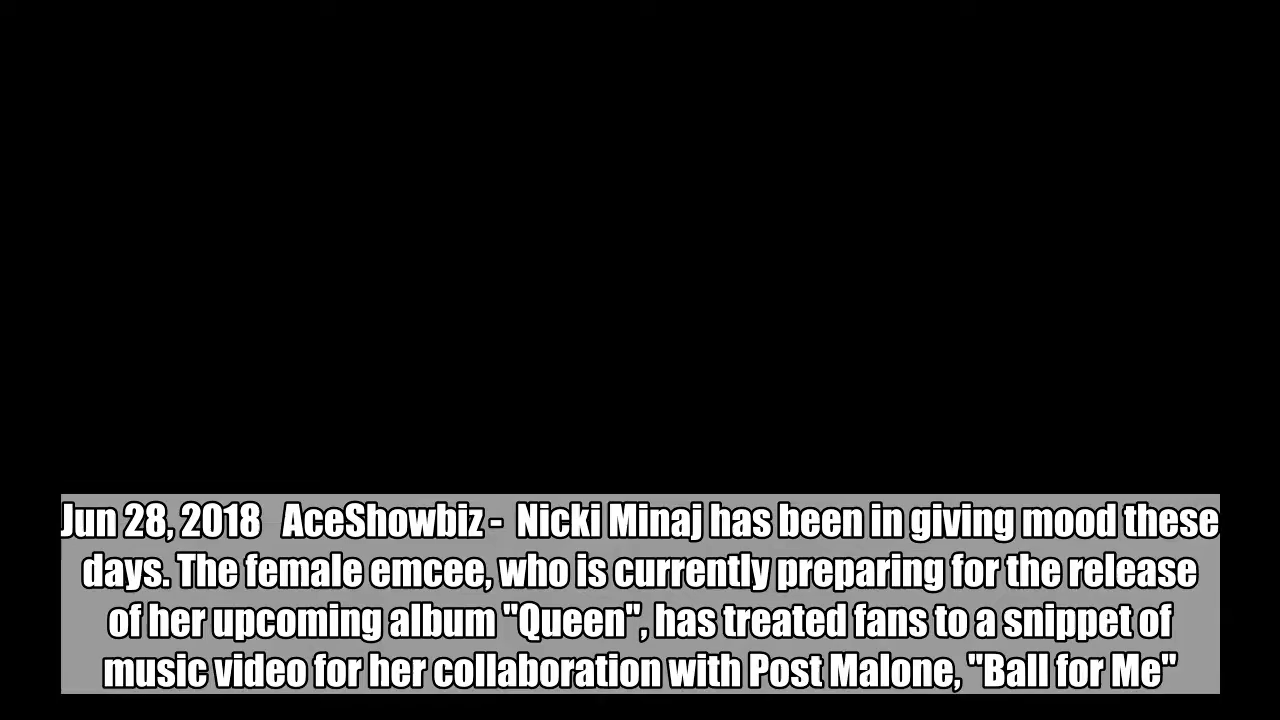 Jun 28, 2018   AceShowbiz -  Nicki Minaj has been in giving mood these
days. The female emcee, who is currently preparing for the release
of her upcoming album "Queen", has treated fans to a snippet of
music video for her collaboration with Post Malone, "Ball for Me"